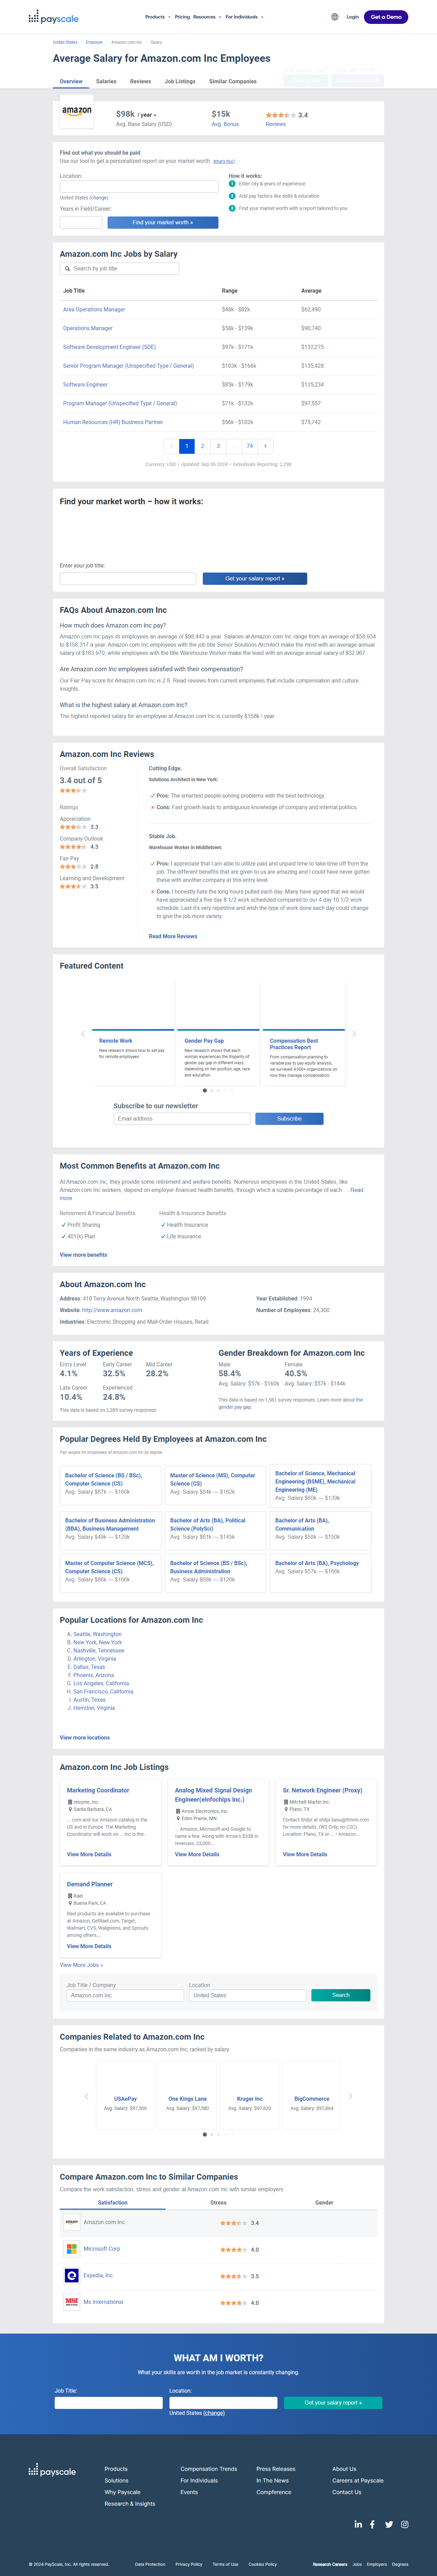 payscale
Products
Pricing
Resources
For Individuals
Login
Get a Demo
United States
Employer
Amazon.com Inc
Salary
Average Salary for Amazon.com Inc Employees
Overview
Salaries
Reviews
Job Listings
Similar Companies
amazon
$98k / year
Avg. Base Salary (USD)
$15k
Avg. Bonus
3.4
Reviews
Find out what you should be paid
Use our tool to get a personalized report on your market worth. What's this?
Location:
United States (change)
Years in Field/Career:
Find your market worth »
How it works:
1 Enter city & years of experience
2 Add pay factors like skills & education
3 Find your market worth with a report tailored to you
Amazon.com Inc Jobs by Salary
Search by job title
Job Title Range Average
Area Operations Manager $48k - $82k $62,490
Operations Manager $58k - $139k $90,740
Software Development Engineer (SDE) $97k - $171k $132,275
Senior Program Manager (Unspecified Type / General) $103k - $166k $135,428
Software Engineer $85k - $179k $125,234
Program Manager (Unspecified Type / General) $71k - $132k $97,557
Human Resources (HR) Business Partner $56k - $102k $75,742
1 2 3 ... 74
Currency: USD • Updated: Sep 06 2024 • Individuals Reporting: 2,298
Find your market worth – how it works:
Enter your job title:
Get your salary report »
FAQs About Amazon.com Inc
How much does Amazon.com Inc pay?
Amazon.com Inc pays its employees an average of $98,443 a year. Salaries at Amazon.com Inc range from an average of $58,934
to $158,317 a year. Amazon.com Inc employees with the job title Senior Solutions Architect make the most with an average annual
salary of $183,970, while employees with the title Warehouse Worker make the least with an average annual salary of $32,967.
Are Amazon.com Inc employees satisfied with their compensation?
Our Fair Pay score for Amazon.com Inc is 2.8. Read reviews from current employees that include compensation and culture
insights.
What is the highest salary at Amazon.com Inc?
The highest reported salary for an employee at Amazon.com Inc is currently $158k / year
Amazon.com Inc Reviews
Overall Satisfaction
3.4 out of 5
Ratings
Appreciation
3.3
Company Outlook
4.3
Fair Pay
2.8
Learning and Development
3.5
Cutting Edge.
Solutions Architect in New York:
Pros: The smartest people solving problems with the best technology.
Cons: Fast growth leads to ambiguous knowledge of company and internal politics.
Stable Job.
Warehouse Worker in Middletown:
Pros: I appreciate that I am able to utilize paid and unpaid time to take time off from the
job. The different benefits that are given to us are amazing and I could have never gotten
these with any other company at this entry level.
Cons: I honestly hate the long hours pulled each day. Many have agreed that we would
have appreciated a five day 8 1/2 work scheduled compared to our 4 day 10 1/2 work
schedule. Last it's very repetitive and wish the type of work done each day could change
to give the job more variety.
Read More Reviews
Featured Content
Remote Work
New research shows how to set pay
for remote employees
Gender Pay Gap
New research shows that each
woman experiences the disparity of
gender pay gap in different ways,
depending on her position, age, race
and education.
Compensation Best
Practices Report
From compensation planning to
variable pay to pay equity analysis,
we surveyed 4,900+ organizations on
how they manage compensation.
Subscribe to our newsletter
Email address
Subscribe
Most Common Benefits at Amazon.com Inc
At Amazon.com Inc, they provide some retirement and welfare benefits. Numerous employees in the United States, like
Amazon.com Inc workers, depend on employer-financed health benefits, through which a sizable percentage of each ... Read
more
Retirement & Financial Benefits
Profit Sharing
401(k) Plan
Health & Insurance Benefits
Health Insurance
Life Insurance
View more benefits
About Amazon.com Inc
Address: 410 Terry Avenue North Seattle, Washington 98109
Year Established: 1994
Website: http://www.amazon.com
Number of Employees: 24,300
Industries: Electronic Shopping and Mail-Order Houses, Retail
Years of Experience
Entry Level
4.1%
Early Career
32.5%
Mid Career
28.2%
Late Career
10.4%
Experienced
24.8%
This data is based on 2,285 survey responses.
Gender Breakdown for Amazon.com Inc
Male
58.4%
Avg. Salary: $57k - $160k
Female
40.5%
Avg. Salary: $57k - $144k
This data is based on 1,581 survey responses. Learn more about the
gender pay gap.
Popular Degrees Held By Employees at Amazon.com Inc
Pay ranges for employees at Amazon.com Inc by degree
Bachelor of Science (BS / BSc),
Computer Science (CS)
Avg. Salary $87k — $160k
Master of Science (MS), Computer
Science (CS)
Avg. Salary $84k — $162k
Bachelor of Science, Mechanical
Engineering (BSME), Mechanical
Engineering (ME)
Avg. Salary $60k — $139k
Bachelor of Business Administration
(BBA), Business Management
Avg. Salary $49k — $120k
Bachelor of Arts (BA), Political
Science (PolySci)
Avg. Salary $61k — $145k
Bachelor of Arts (BA),
Communication
Avg. Salary $58k — $150k
Master of Computer Science (MCS),
Computer Science (CS)
Avg. Salary $86k — $166k
Bachelor of Science (BS / BSc),
Business Administration
Avg. Salary $58k — $126k
Bachelor of Arts (BA), Psychology
Avg. Salary $57k — $166k
Popular Locations for Amazon.com Inc
A. Seattle, Washington
B. New York, New York
C. Nashville, Tennessee
D. Arlington, Virginia
E. Dallas, Texas
F. Phoenix, Arizona
G. Los Angeles, California
H. San Francisco, California
I. Austin, Texas
J. Herndon, Virginia
View more locations
Amazon.com Inc Job Listings
Marketing Coordinator
resqme, Inc.
Santa Barbara, CA
... com and our Amazon catalog in the
US and in Europe. The Marketing
Coordinator will work on ... Inc is the...
View More Details
Analog Mixed Signal Design
Engineer(eInfochips Inc.)
Arrow Electronics, Inc.
Eden Prairie, MN
... Amazon, Microsoft and Google to
name a few. Along with Arrow's $33B in
revenues, 22,000...
View More Details
Sr. Network Engineer (Proxy)
Mitchell Martin Inc.
Plano, TX
for more details. (W2 Only, no C2C)
Location: Plano, TX or ... • Amazon...
View More Details
Demand Planner
Rael
Buena Park, CA
Rael products are available to purchase
at Amazon, GetRael.com, Target,
Walmart, CVS, Walgreens, and Sprouts
among others....
View More Details
View More Jobs »
Job Title / Company
Amazon.com Inc
Location
United States
Search
Companies Related to Amazon.com Inc
Companies in the same industry as Amazon.com Inc, ranked by salary.
USAePay
Avg. Salary: $97,506
One Kings Lane
Avg. Salary: $97,580
Kruger Inc
Avg. Salary: $97,620
BigCommerce
Avg. Salary: $97,864
Compare Amazon.com Inc to Similar Companies
Compare the work satisfaction, stress and gender at Amazon.com Inc with similar employers
Satisfaction Stress Gender
Amazon.com Inc 3.4
Microsoft Corp 4.0
Expedia, Inc. 3.5
Ms International 4.0
WHAT AM I WORTH?
What your skills are worth in the job market is constantly changing.
Job Title:
Location:
United States (change)
Get your salary report »
payscale
Products
Solutions
Why Payscale
Research & Insights
Compensation Trends
For Individuals
Events
Press Releases
In The News
Compference
About Us
Careers at Payscale
Contact Us
© 2024 PayScale, Inc, All rights reserved.
Data Protection
Privacy Policy
Terms of Use
Cookies Policy
Research Careers
Jobs
Employers
Degrees